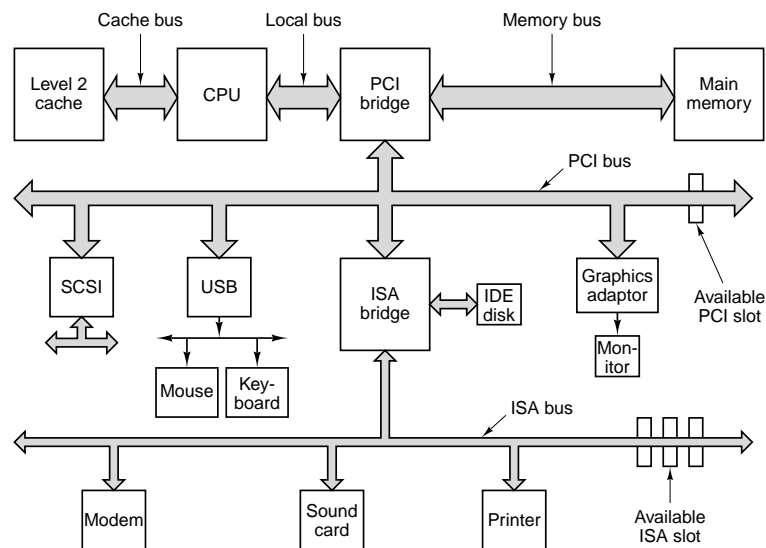 Cache bus
Local bus
Memory bus
Level 2
cache
CPU
PCI
bridge
Main
memory
PCI bus
SCSI
USB
ISA
bridge
IDE
disk
Graphics
adaptor
Available
PCI slot
Mouse
Key-
board
Mon-
itor
ISA bus
Modem
Sound
card
Printer
Available
ISA slot